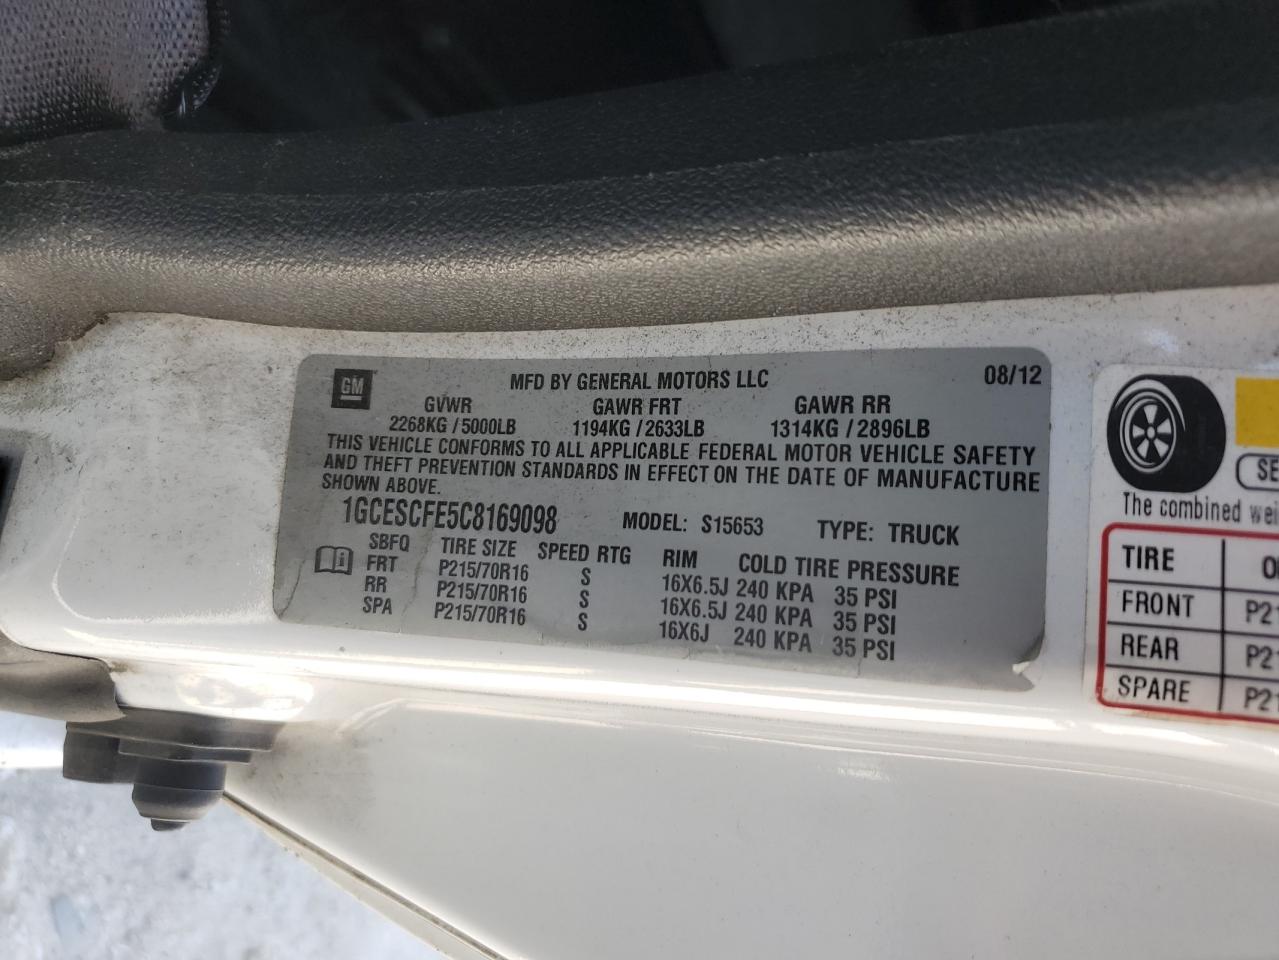 GM
MFD BY GENERAL MOTORS LLC 08/12
GVWR GAWR FRT GAWR RR
2268KG / 5000LB 1194KG / 2633LB 1314KG / 2896LB
THIS VEHICLE CONFORMS TO ALL APPLICABLE FEDERAL MOTOR VEHICLE SAFETY
AND THEFT PREVENTION STANDARDS IN EFFECT ON THE DATE OF MANUFACTURE
SHOWN ABOVE.
1GCESCFE5C8169098 MODEL: S15653 TYPE: TRUCK
SBFQ TIRE SIZE SPEED RTG RIM COLD TIRE PRESSURE
FRT P215/70R16 S 16X6.5J 240 KPA 35 PSI
RR P215/70R16 S 16X6.5J 240 KPA 35 PSI
SPA P215/70R16 S 16X6J 240 KPA 35 PSI
The combined
TIRE
FRONT P21
REAR P21
SPARE P21